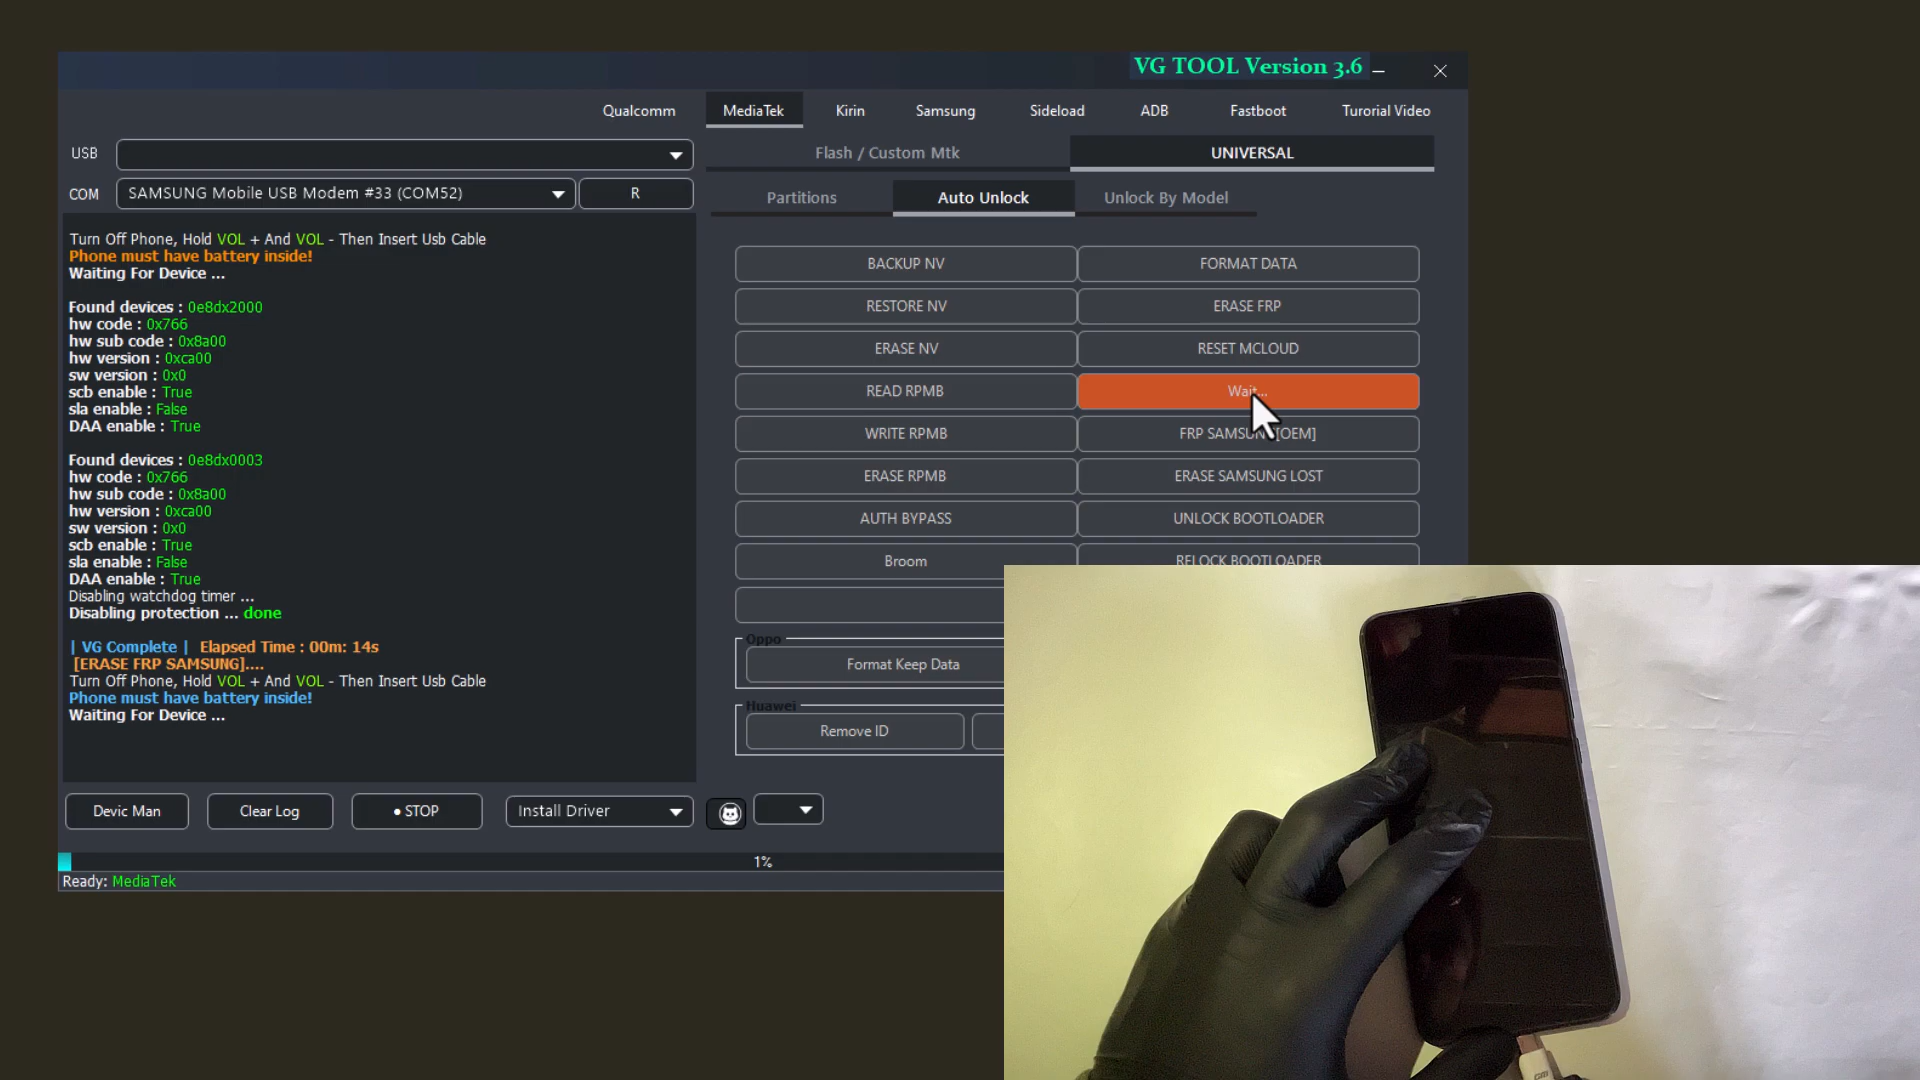 VG TOOL Version 3.6
Qualcomm MediaTek Kirin Samsung Sideload ADB Fastboot Turorial Video
USB
COM SAMSUNG Mobile USB Modem #33 (COM52) R
Flash / Custom Mtk UNIVERSAL
Partitions Auto Unlock Unlock By Model
Turn Off Phone, Hold VOL + And VOL - Then Insert Usb Cable
Phone must have battery inside!
Waiting For Device ...
Found devices : 0e8dx2000
hw code : 0x766
hw sub code : 0x8a00
hw version : 0xca00
sw version : 0x0
scb enable : True
sla enable : False
DAA enable : True
Found devices : 0e8dx0003
hw code : 0x766
hw sub code : 0x8a00
hw version : 0xca00
sw version : 0x0
scb enable : True
sla enable : False
DAA enable : True
Disabling watchdog timer ...
Disabling protection ... done
| VG Complete | Elapsed Time : 00m: 14s
[ERASE FRP SAMSUNG]....
Turn Off Phone, Hold VOL + And VOL - Then Insert Usb Cable
Phone must have battery inside!
Waiting For Device ...
BACKUP NV FORMAT DATA
RESTORE NV ERASE FRP
ERASE NV RESET MCLOUD
READ RPMB Wait...
WRITE RPMB FRP SAMSUNG [OEM]
ERASE RPMB ERASE SAMSUNG LOST
AUTH BYPASS UNLOCK BOOTLOADER
Broom RELOCK BOOTLOADER
Oppo
Format Keep Data
Huawei
Remove ID
Devic Man Clear Log • STOP Install Driver
1%
Ready: MediaTek